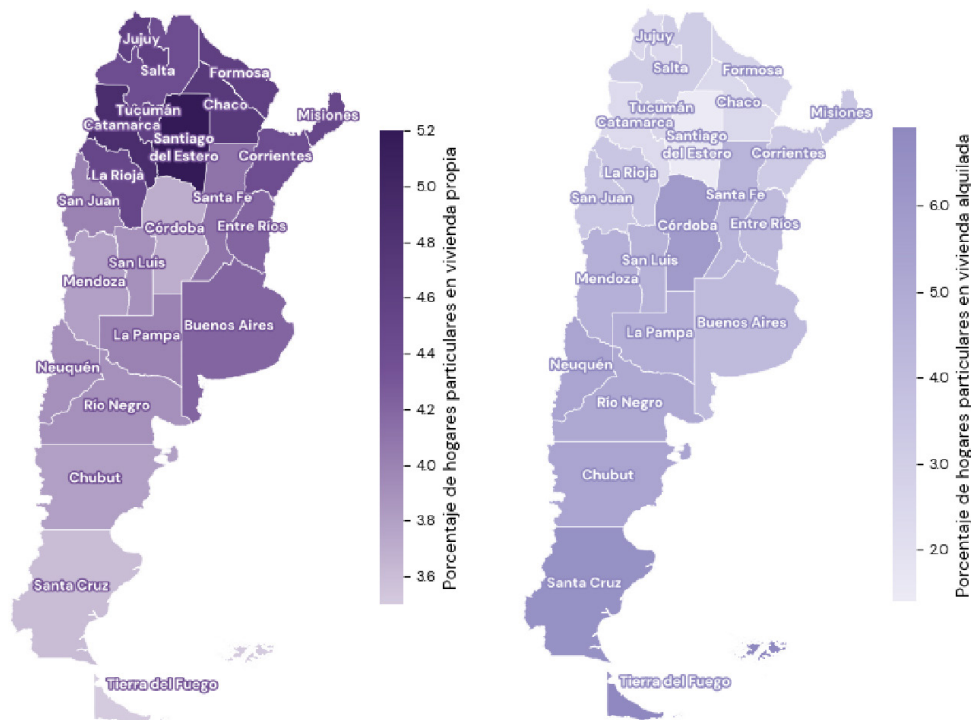 Jujuy
Salta
Formosa
Tucumán
Chaco
Misiones
Catamarca
Santiago
del Estero
Corrientes
La Rioja
San Juan
Santa Fe
Córdoba
Entre Ríos
San Luis
Mendoza
La Pampa
Buenos Aires
Neuquén
Río Negro
Chubut
Santa Cruz
Tierra del Fuego
5.2
5.0
4.8
4.6
4.4
4.2
4.0
3.8
3.6
Porcentage de hogares particulares en vivienda propia
Jujuy
Salta
Formosa
Tucumán
Chaco
Misiones
Catamarca
Santiago
del Estero
Corrientes
La Rioja
San Juan
Santa Fe
Córdoba
Entre Ríos
San Luis
Mendoza
La Pampa
Buenos Aires
Neuquén
Río Negro
Chubut
Santa Cruz
Tierra del Fuego
6.0
5.0
4.0
3.0
2.0
Porcentaje de hogares particulares en vivienda alquilada